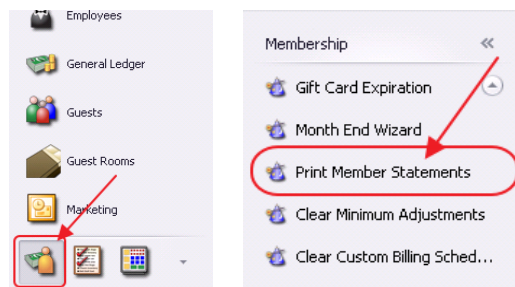 Employees
General Ledger
Guests
Guest Rooms
Marketing
Membership
Gift Card Expiration
Month End Wizard
Print Member Statements
Clear Minimum Adjustments
Clear Custom Billing Sched...